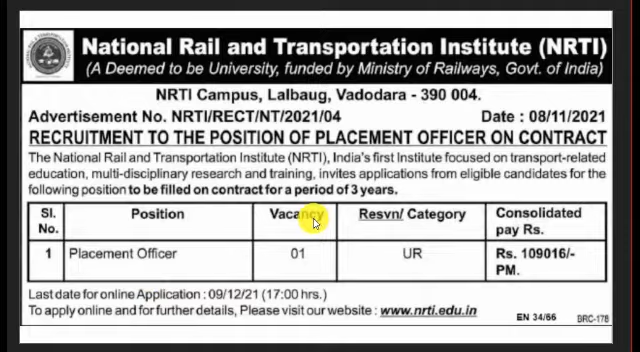 National Rail and Transportation Institute (NRTI)
(A Deemed to be University, funded by Ministry of Railways, Govt. of India)
NRTI Campus, Lalbaug, Vadodara - 390 004.
Advertisement No. NRTI/RECT/NT/2021/04 Date : 08/11/2021
RECRUITMENT TO THE POSITION OF PLACEMENT OFFICER ON CONTRACT
The National Rail and Transportation Institute (NRTI), India's first Institute focused on transport-related
education, multi-disciplinary research and training, invites applications from eligible candidates for the
following position to be filled on contract for a period of 3 years.
Sl. No. Position Vacancy Resvn/ Category Consolidated pay Rs.
1 Placement Officer 01 UR Rs. 109016/- PM.
Last date for online Application : 09/12/21 (17:00 hrs.)
To apply online and for further details, Please visit our website : www.nrti.edu.in
EN 34/66 BRC-178